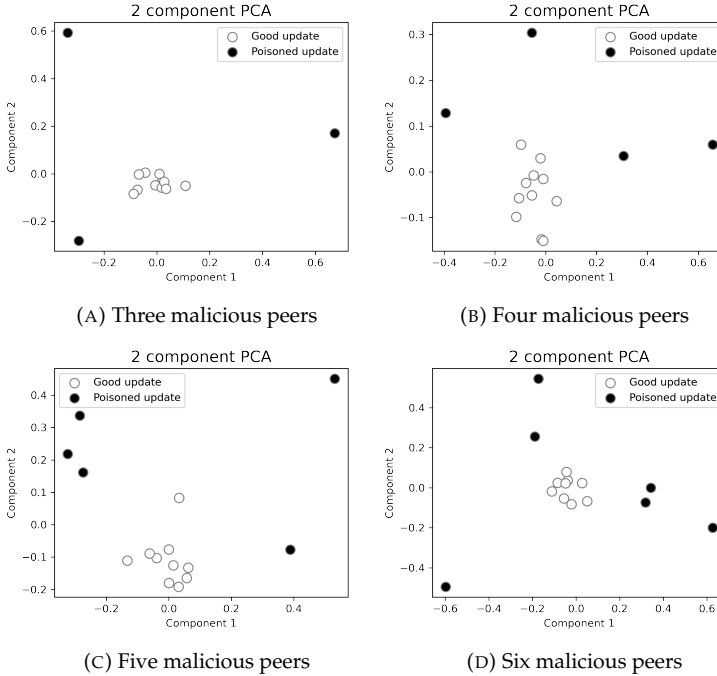 2 component PCA
Good update
Poisoned update
Component 2
0.6
0.4
0.2
0.0
−0.2
−0.2
0.0
0.2
0.4
0.6
Component 1
(A) Three malicious peers
2 component PCA
Good update
Poisoned update
Component 2
0.3
0.2
0.1
0.0
−0.1
−0.4
−0.2
0.0
0.2
0.4
0.6
Component 1
(B) Four malicious peers
2 component PCA
Good update
Poisoned update
Component 2
0.4
0.3
0.2
0.1
0.0
−0.1
−0.2
−0.2
0.0
0.2
0.4
Component 1
(C) Five malicious peers
2 component PCA
Good update
Poisoned update
Component 2
0.4
0.2
0.0
−0.2
−0.4
−0.6
−0.4
−0.2
0.0
0.2
0.4
0.6
Component 1
(D) Six malicious peers